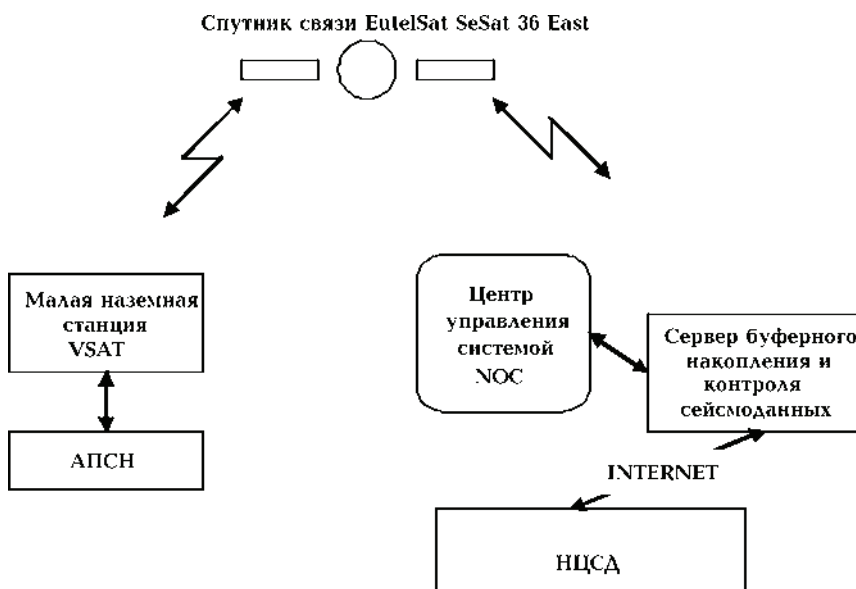 Спутник связи EutelSat SeSat 36 East
Малая наземная
станция
VSAT
АПСН
Центр
управления
системой
NOC
Сервер буферного
накопления и
контроля
сейсмоданных
INTERNET
НЦСД